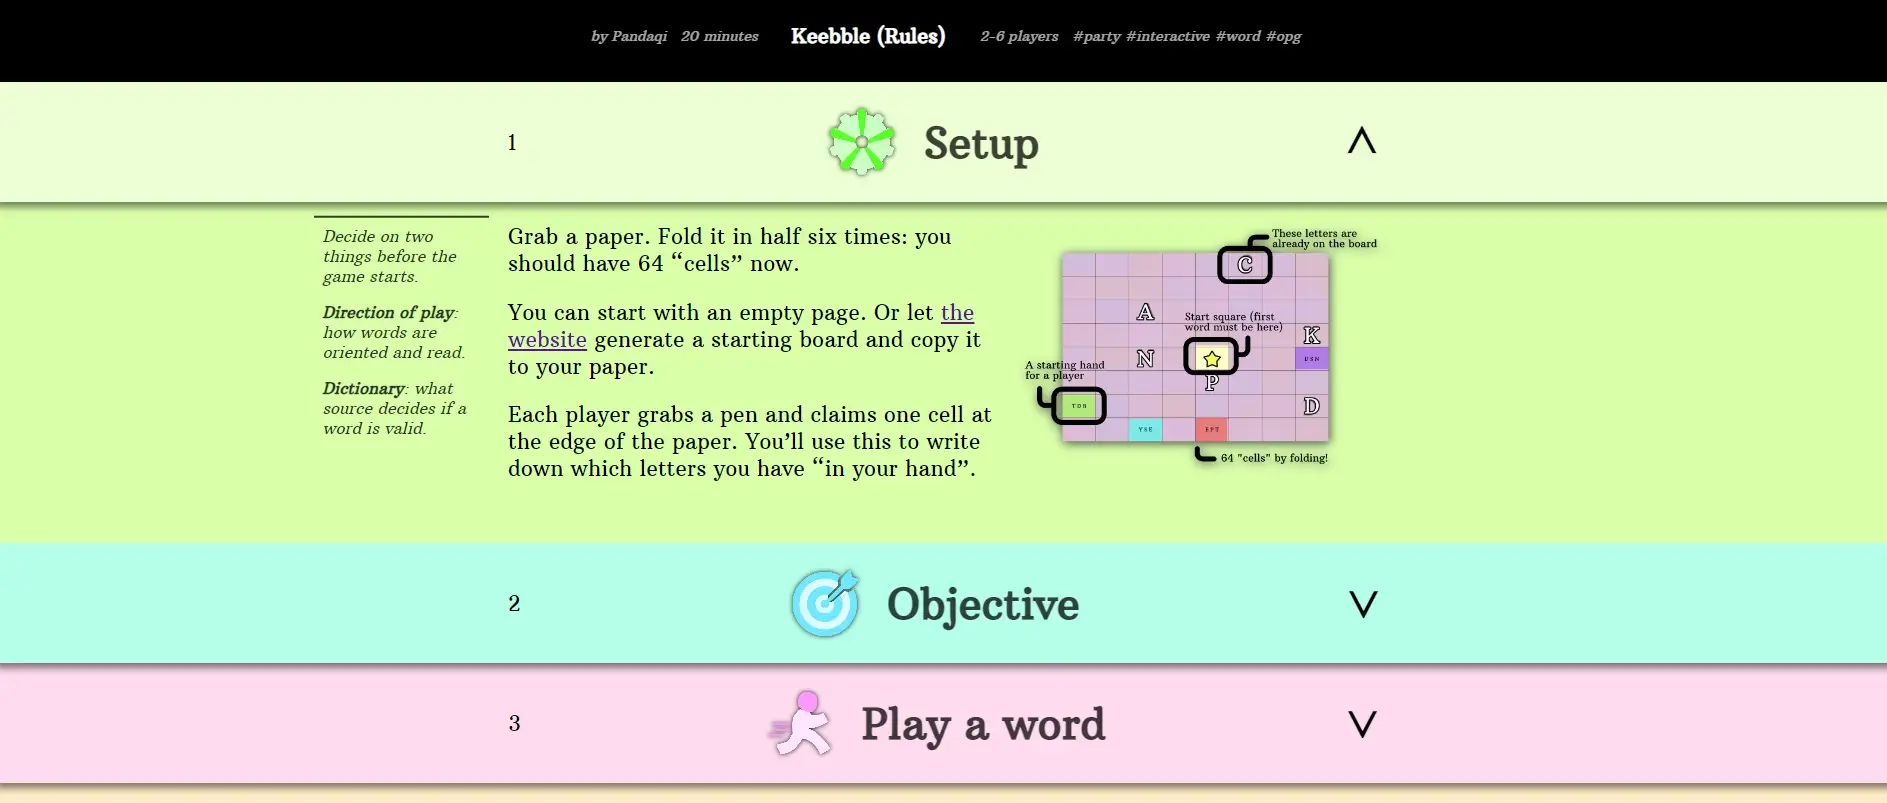 by Pandaqi 20 minutes Keebble (Rules) 2-6 players #party #interactive #word #opg
1 Setup
Decide on two
things before the
game starts.
Direction of play:
how words are
oriented and read.
Dictionary: what
source decides if a
word is valid.
Grab a paper. Fold it in half six times: you
should have 64 “cells” now.
You can start with an empty page. Or let the
website generate a starting board and copy it
to your paper.
Each player grabs a pen and claims one cell at
the edge of the paper. You’ll use this to write
down which letters you have “in your hand”.
These letters are
already on the board
C
A
Start square (first
word must be here)
K
N
A starting hand
for a player
P
D
YSE
64 "cells" by folding!
2 Objective
3 Play a word